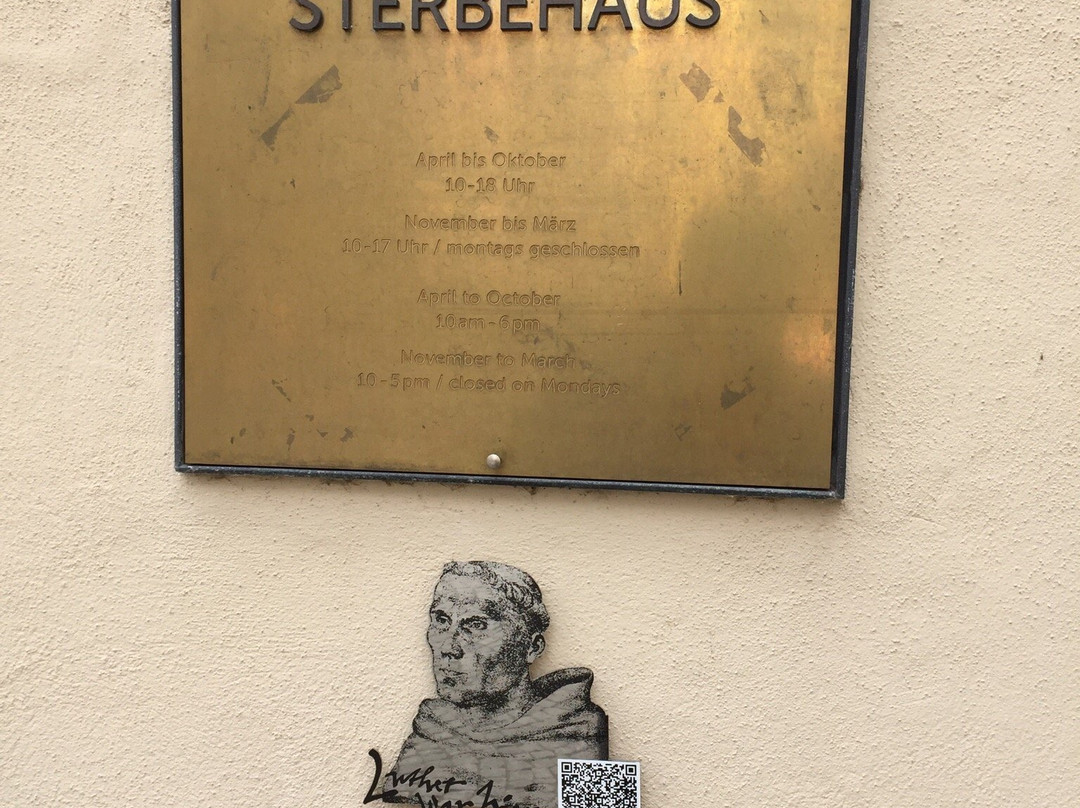 STERBEHAUS
April bis Oktober
10-18 Uhr
November bis März
10-17 Uhr / montags geschlossen
April to October
10am-6pm
November to March
10-5pm / closed on Mondays
Luther